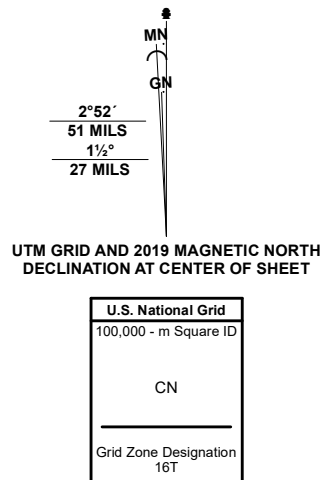 MN
GN
2°52´
51 MILS
1½°
27 MILS
UTM GRID AND 2019 MAGNETIC NORTH
DECLINATION AT CENTER OF SHEET
U.S. National Grid
100,000 - m Square ID
CN
Grid Zone Designation
16T